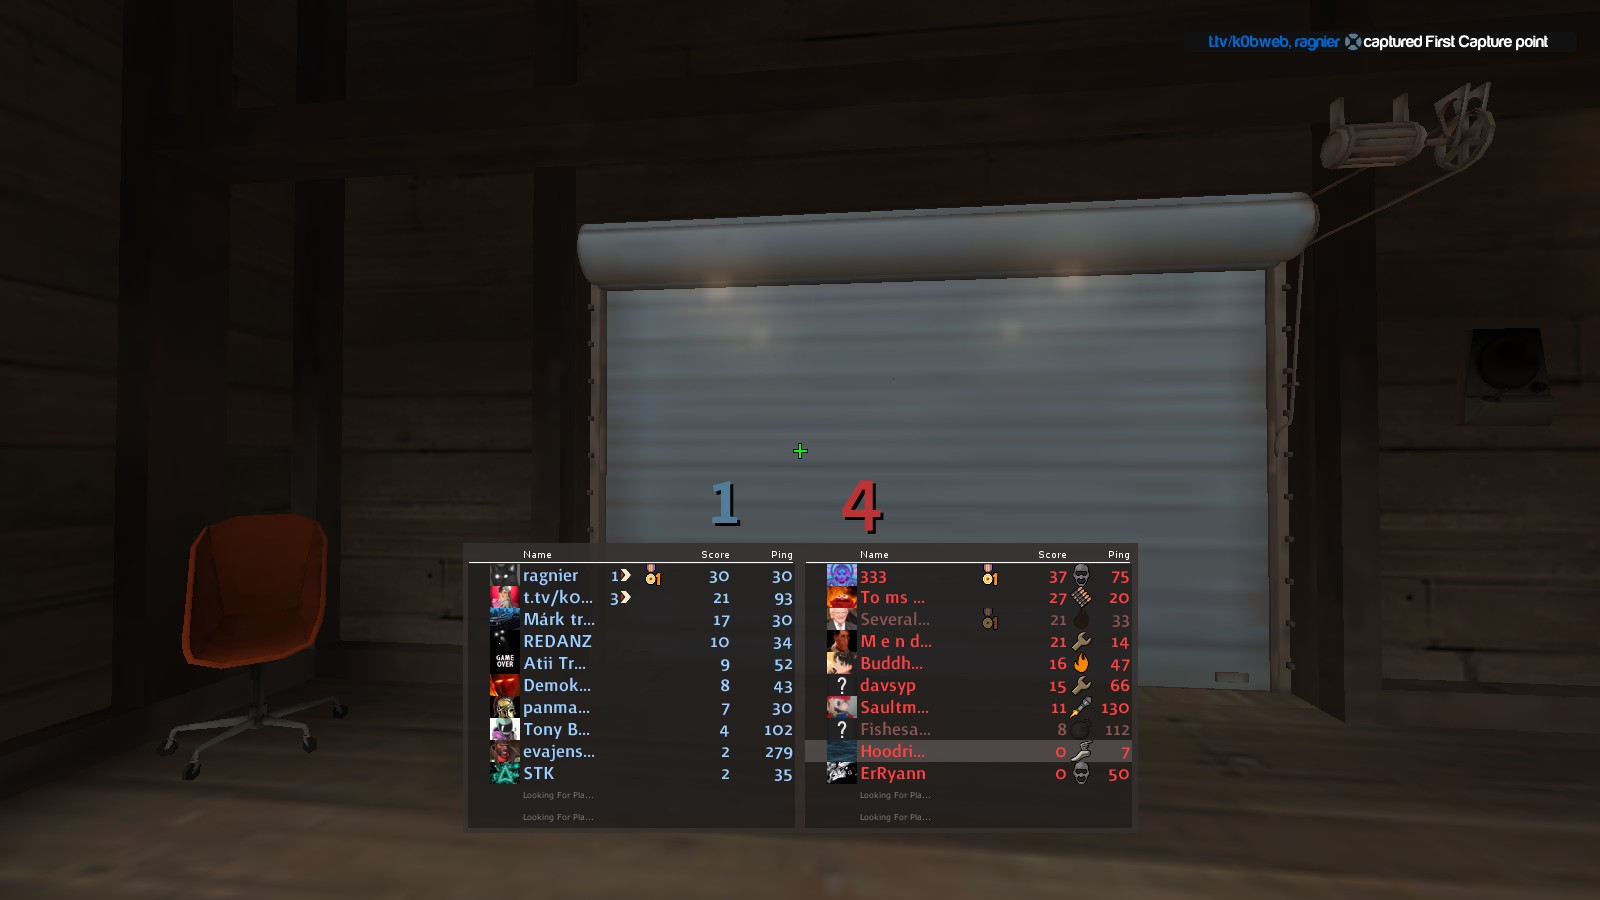 t.tv/k0bweb, ragnier captured First Capture point
1 4
Name Score Ping
ragnier 1 1 30 30
t.tv/k0... 3 21 93
Márk tr... 17 30
REDANZ 10 34
GAME OVER Atii Tr... 9 52
Demok... 8 43
panma... 7 30
Tony B... 4 102
evajens... 2 279
STK 2 35
Looking For Pla...
Looking For Pla...
Name Score Ping
333 1 37 75
To ms ... 27 20
Several... 1 21 33
M e n d... 21 14
Buddh... 16 47
? davsyp 15 66
Saultm... 11 130
? Fishesa... 8 112
Hoodri... 0 7
ErRyann 0 50
Looking For Pla...
Looking For Pla...